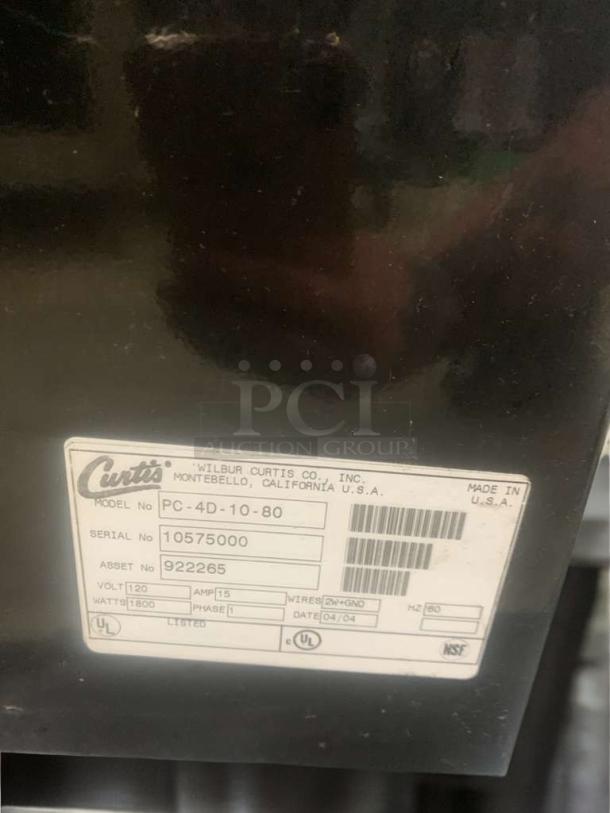 PCI
AUCTION GROUP
Curtis
WILBUR CURTIS CO., INC.
MONTEBELLO, CALIFORNIA U.S.A.
MADE IN
U.S.A.
MODEL No PC-4D-10-80
SERIAL No 10575000
ASSET No 922265
VOLT 120 AMP 15 WIRES 2W+GND HZ 60
WATTS 1800 PHASE 1 DATE 04/04
UL LISTED c UL NSF